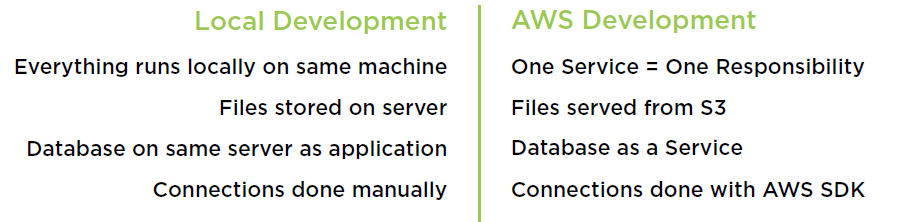 Local Development
Everything runs locally on same machine
Files stored on server
Database on same server as application
Connections done manually
AWS Development
One Service = One Responsibility
Files served from S3
Database as a Service
Connections done with AWS SDK